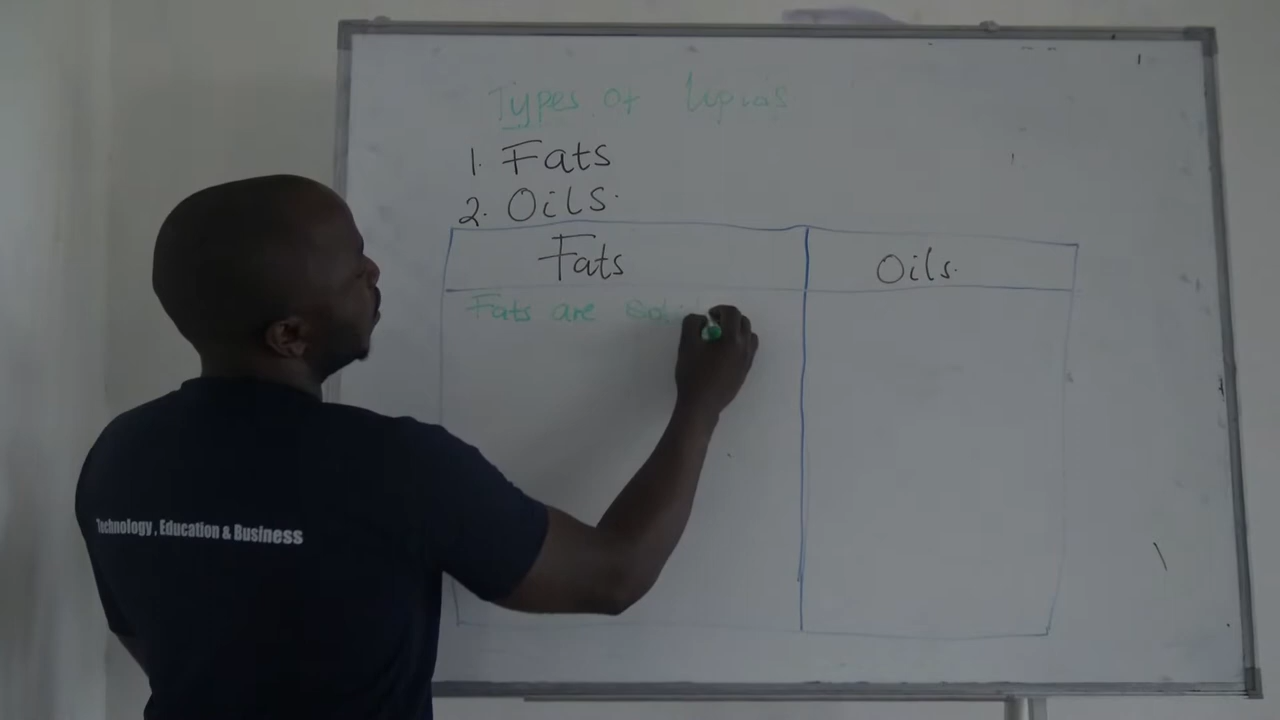 Types of Lipids
1. Fats
2. Oils.
Fats
Oils.
Fats are
Technology, Education & Business